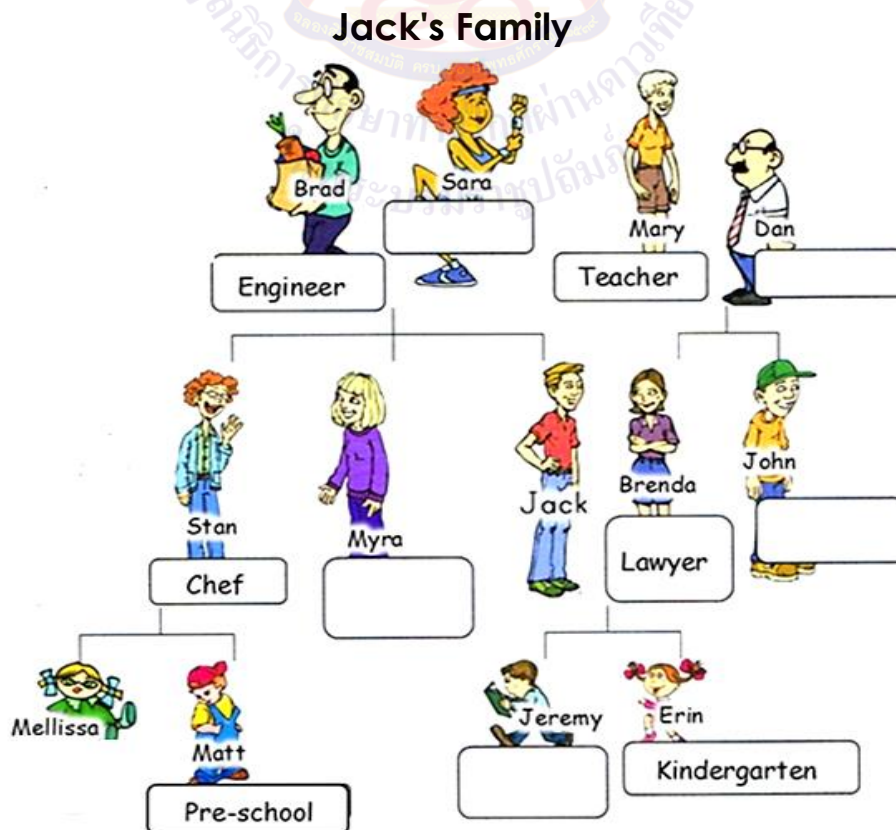 Jack's Family
Brad
Sara
Mary
Dan
Engineer
Teacher
Stan
Myra
Jack
Brenda
John
Chef
Lawyer
Mellissa
Matt
Jeremy
Erin
Pre-school
Kindergarten